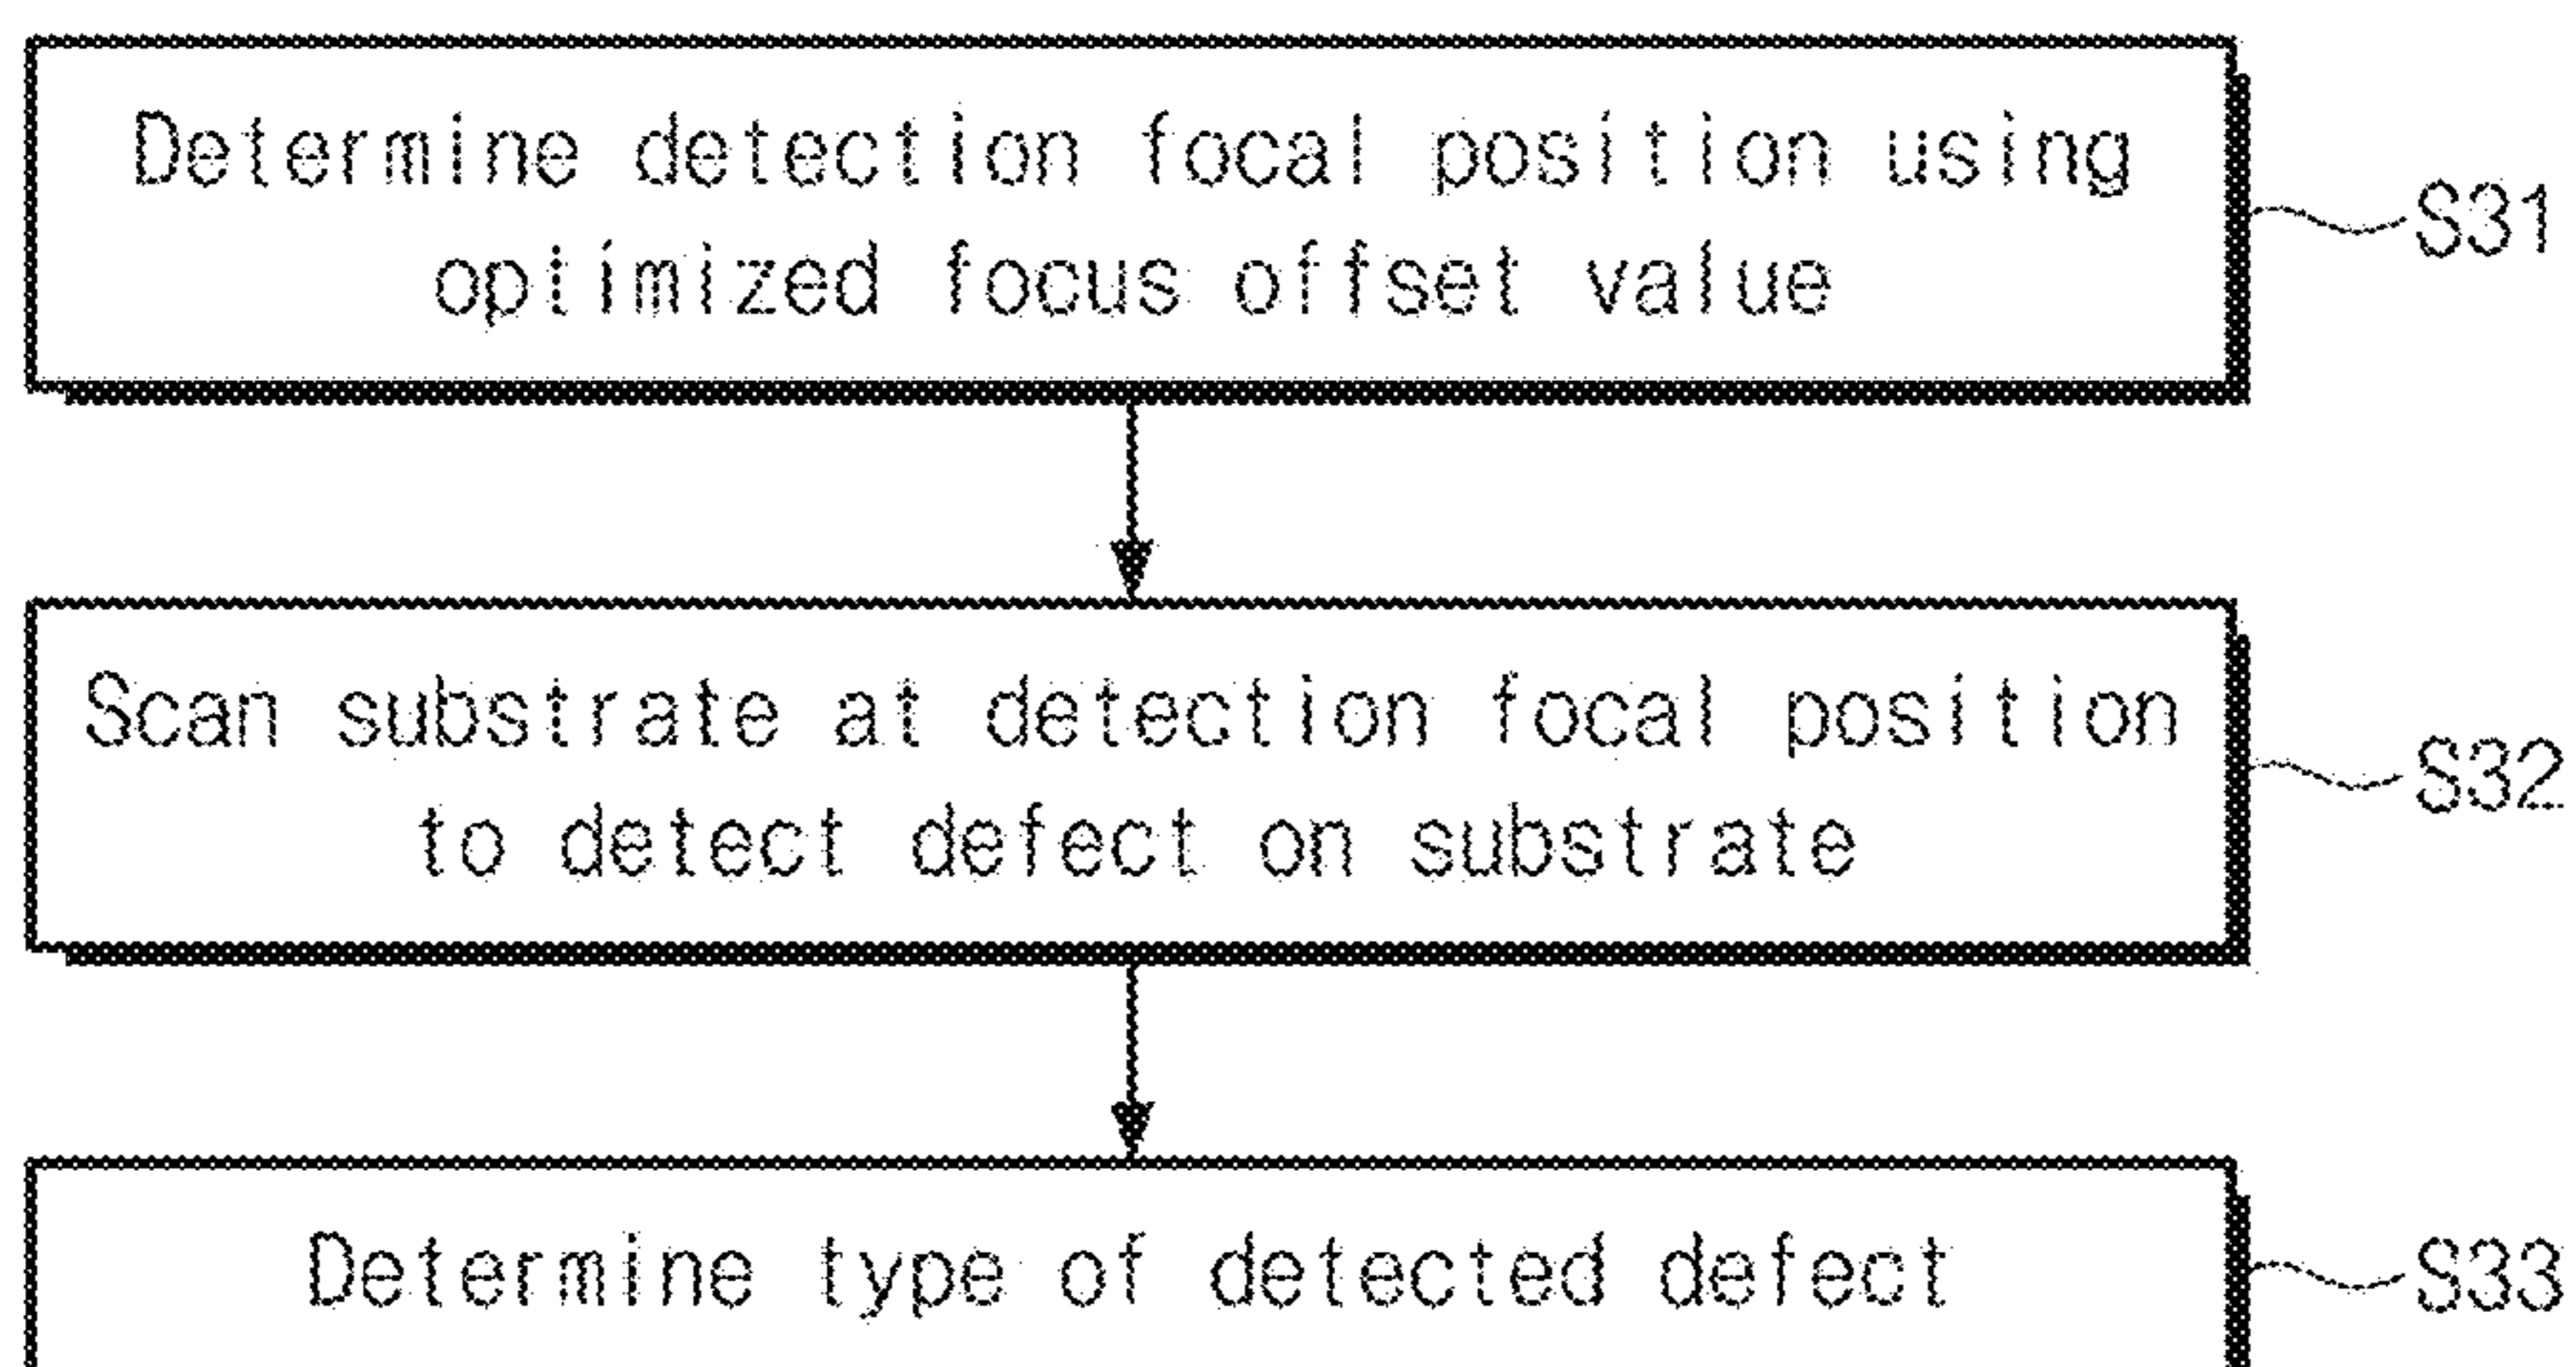 Determine detection focal position using
optimized focus offset value
S31
Scan substrate at detection focal position
to detect defect on substrate
S32
Determine type of detected defect
S33